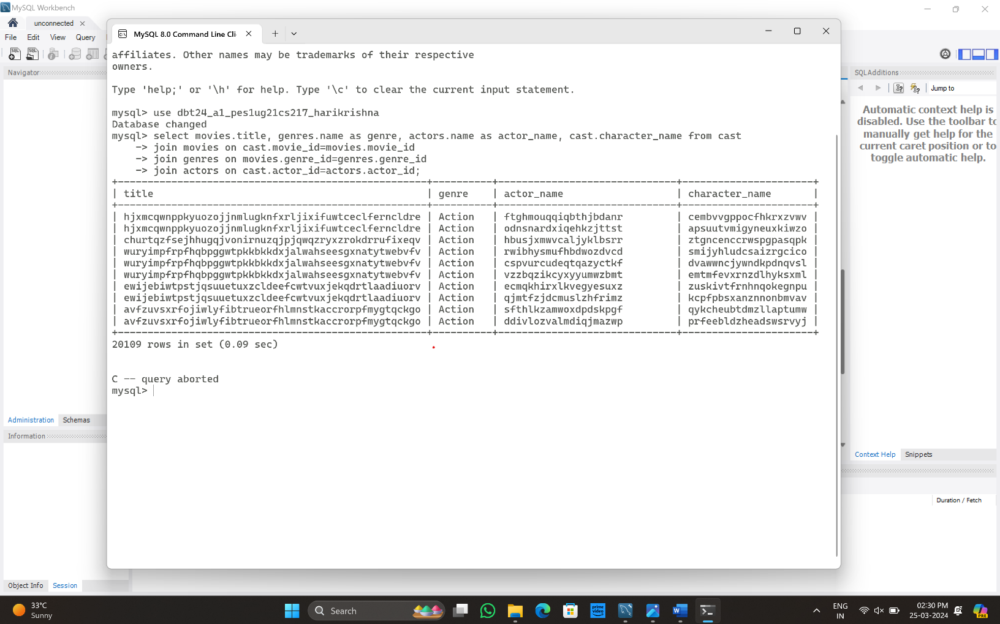 MySQL Workbench
unconnected
File Edit View Query
Navigator
MySQL 8.0 Command Line Cli
affiliates. Other names may be trademarks of their respective
owners.
Type 'help;' or '\h' for help. Type '\c' to clear the current input statement.
mysql> use dbt24_a1_pes1ug21cs217_harikrishna
Database changed
mysql> select movies.title, genres.name as genre, actors.name as actor_name, cast.character_name from cast
-> join movies on cast.movie_id=movies.movie_id
-> join genres on movies.genre_id=genres.genre_id
-> join actors on cast.actor_id=actors.actor_id;
+----------------------------------------------------+----------+------------------------------+----------------------+
| title | genre | actor_name | character_name |
+----------------------------------------------------+----------+------------------------------+----------------------+
| hjxmcqwnppkyuozojjnmlugknfxrljixifuwtceclferncldre | Action | ftghmouqqiqbthjbdanr | cembvvgppocfhkrxzvwv |
| hjxmcqwnppkyuozojjnmlugknfxrljixifuwtceclferncldre | Action | odnsnardxiqehkzjttst | apsuutvmigyneuxkiwzo |
| churtqzfsejhhugqjvonirnuzqjpjqwqzryxzrokdrrufixeqv | Action | hbusjxmwvcaljyklbsrr | ztgncenccrwspgpasqpk |
| wuryimpfrpfhqbpggwtpkkbkkdxjalwahseesgxnatytwebvfv | Action | rwibhysmufhbdwozdvcd | smijyhludcsaizrgcico |
| wuryimpfrpfhqbpggwtpkkbkkdxjalwahseesgxnatytwebvfv | Action | cspvurcudeqtqazyctkf | dvawwncjywndkpdnqvsl |
| wuryimpfrpfhqbpggwtpkkbkkdxjalwahseesgxnatytwebvfv | Action | vzzbqzikcyxyyumwzbmt | emtmfevxrnzdlhyksxml |
| ewijebiwtpstjqsuuetuxzcldeefcwtvuxjekqdrtlaadiuorv | Action | ecmqkhirxlkvegyesuxz | zuskivtfrnhnqokegnpu |
| ewijebiwtpstjqsuuetuxzcldeefcwtvuxjekqdrtlaadiuorv | Action | qjmtfzjdcmuslzhfrimz | kcpfpbsxanznnonbmvav |
| avfzuvsxrfojiwlyfibtrueorfhlmnstkaccrorpfmygtqckgo | Action | sfthlkzamwoxdpdskpgf | qykcheubtdmzllaptumw |
| avfzuvsxrfojiwlyfibtrueorfhlmnstkaccrorpfmygtqckgo | Action | ddivlozvalmdiqjmazwp | prfeebldzheadswsrvyj |
+----------------------------------------------------+----------+------------------------------+----------------------+
20109 rows in set (0.09 sec)
C -- query aborted
mysql>
SQLAdditions
Jump to
Automatic context help is
disabled. Use the toolbar to
manually get help for the
current caret position or to
toggle automatic help.
Administration Schemas
Information
Context Help Snippets
Duration / Fetch
Object Info Session
33°C
Sunny
Search
prime
video
ENG
IN
02:30 PM
25-03-2024
PRE